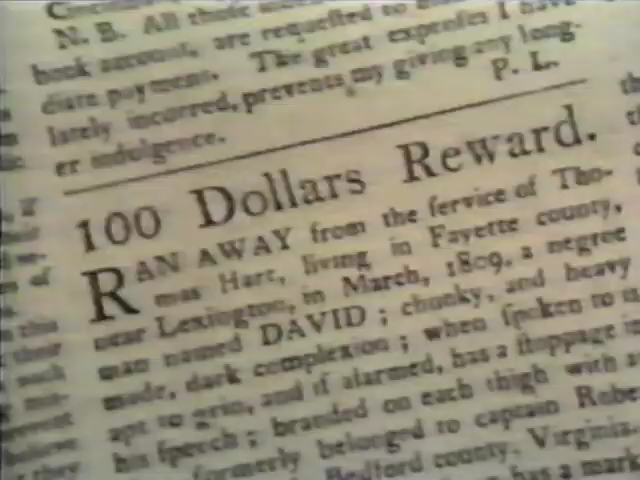 N. B. All those
book account, are requested to
diate payment. The great expenses I have
lately incorred, prevents my giving any long-
er indulgence.
P. L.
100 Dollars Reward.
RAN AWAY from the ſervice of Tho-
mas Hart, living in Fayette county,
near Lexington, in March, 1809, a negroe
man named DAVID; chunky, and heavy
made, dark complexion; when ſpoken to is
apt to grin, and if alarmed, has a ſtoppage in
his ſpeech; branded on each thigh with a
formerly belonged to captain Robe
Bedford county, Virginia.
has a mark